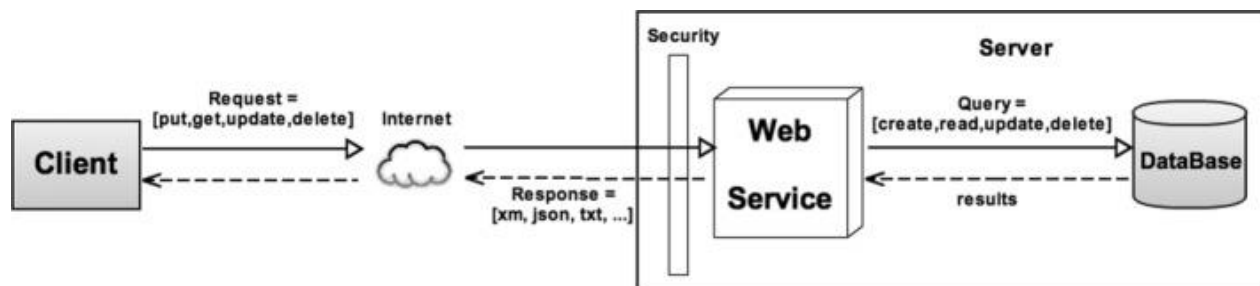 Security
Server
Request =
[put,get,update,delete]
Internet
Query =
[create,read,update,delete]
Client
Web
Service
DataBase
Response =
[xm, json, txt, ...]
results